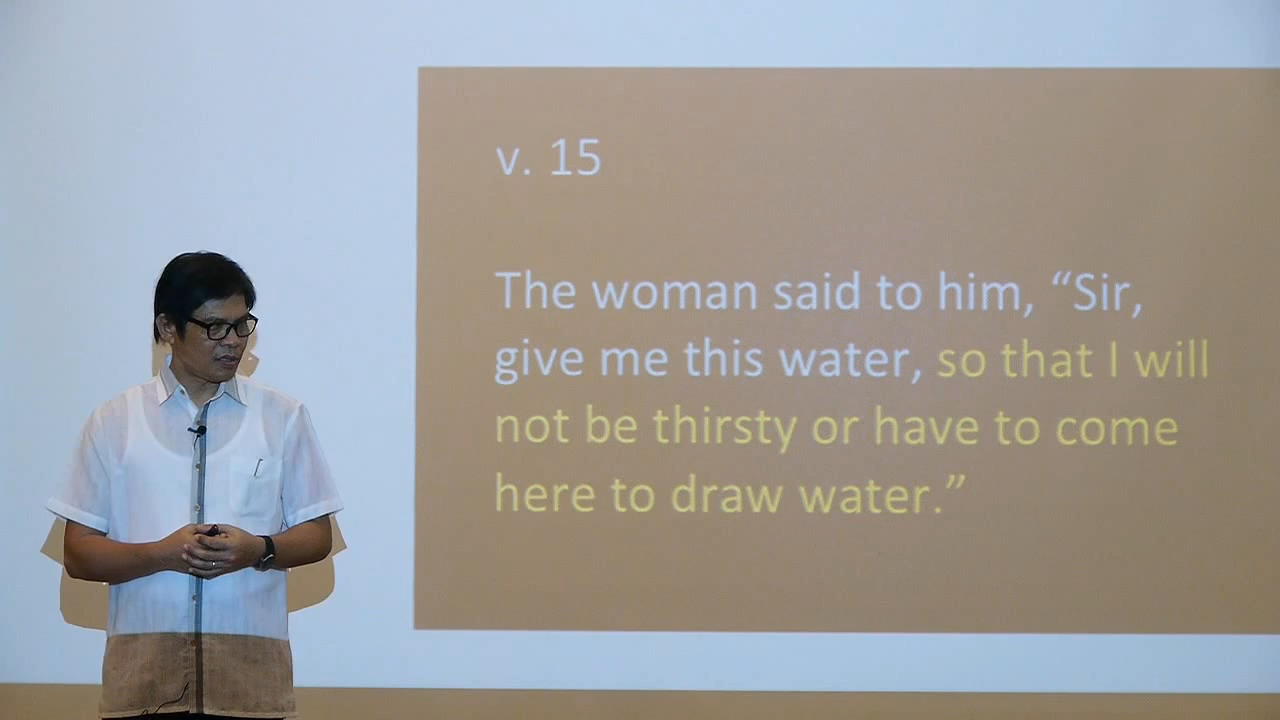 v. 15
The woman said to him, “Sir,
give me this water, so that I will
not be thirsty or have to come
here to draw water.”